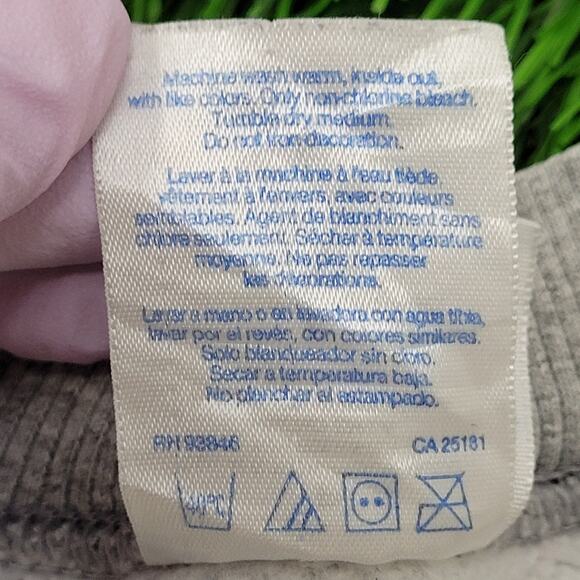 Machine wash warm, inside out,
with like colors. Only non-chlorine bleach.
Tumble dry medium.
Do not iron decoration.
Laver à la machine à l'eau tiède
vêtement à l'envers, avec couleurs
semblables. Agent de blanchiment sans
chlore seulement. Sécher à température
moyenne. Ne pas repasser
les décorations.
Lavar a mano o en lavadora con agua tibia,
lavar por el revés, con colores similares.
Solo blanqueador sin cloro.
Secar a temperatura baja.
No planchar el estampado.
RN 93846 CA 25161
40°C